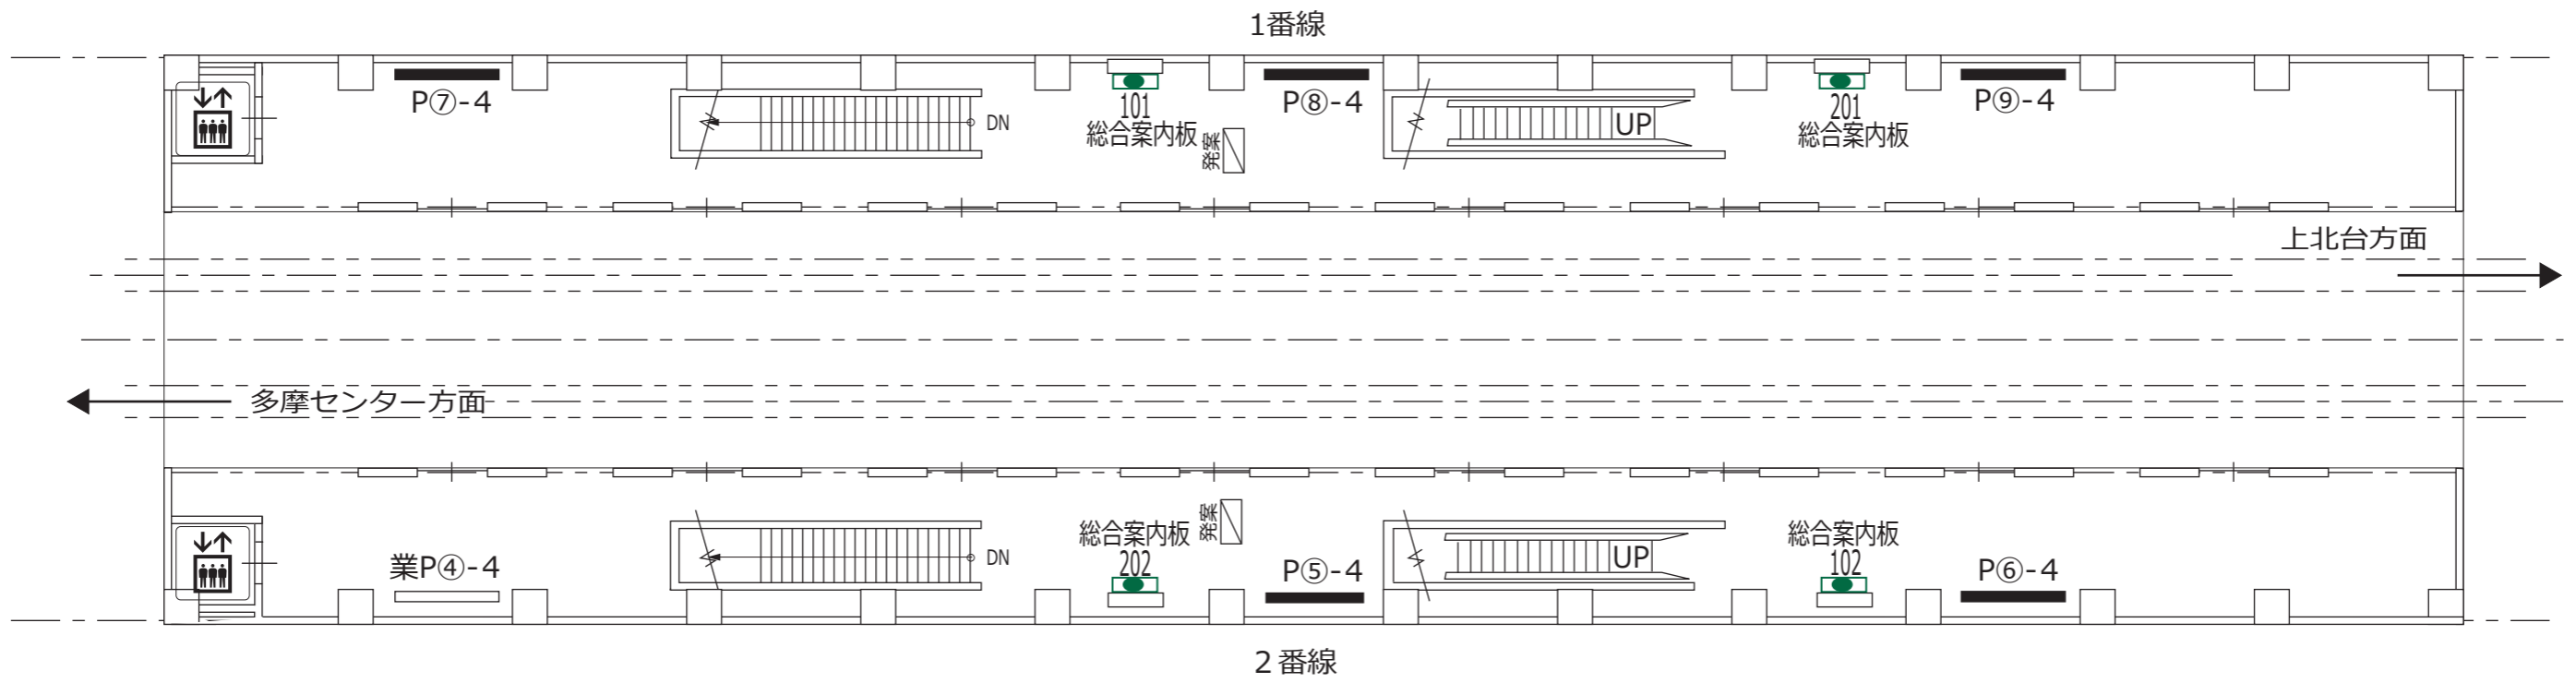 1番線
P⑦-4
DN
101
総合案内板
発案
P⑧-4
UP
201
総合案内板
P⑨-4
上北台方面
多摩センター方面
業P④-4
DN
総合案内板
202
発案
P⑤-4
UP
総合案内板
102
P⑥-4
2番線